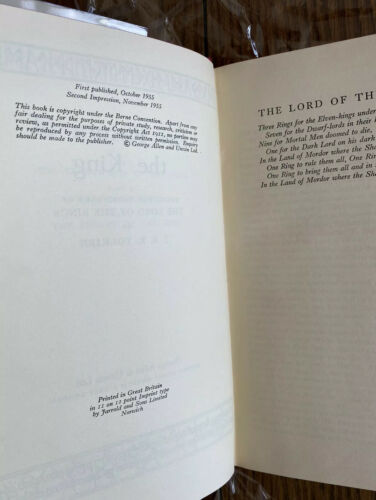 First published, October 1955
Second Impression, November 1955
This book is copyright under the Berne Convention. Apart from any
fair dealing for the purposes of private study, research, criticism or
review, as permitted under the Copyright Act 1911, no portion may
be reproduced by any process without written permission. Enquiry
should be made to the publisher. © George Allen and Unwin Ltd.
the King
THE LORD OF THE RINGS
TOLKIEN
Printed in Great Britain
in 11 on 12 point Imprint type
by Jarrold and Sons Limited
Norwich
THE LORD OF TH
Three Rings for the Elven-kings under
Seven for the Dwarf-lords in their
Nine for Mortal Men doomed to die,
One for the Dark Lord on his dark
In the Land of Mordor where the Sha
One Ring to rule them all, One
One Ring to bring them all and in
In the Land of Mordor where the Sha